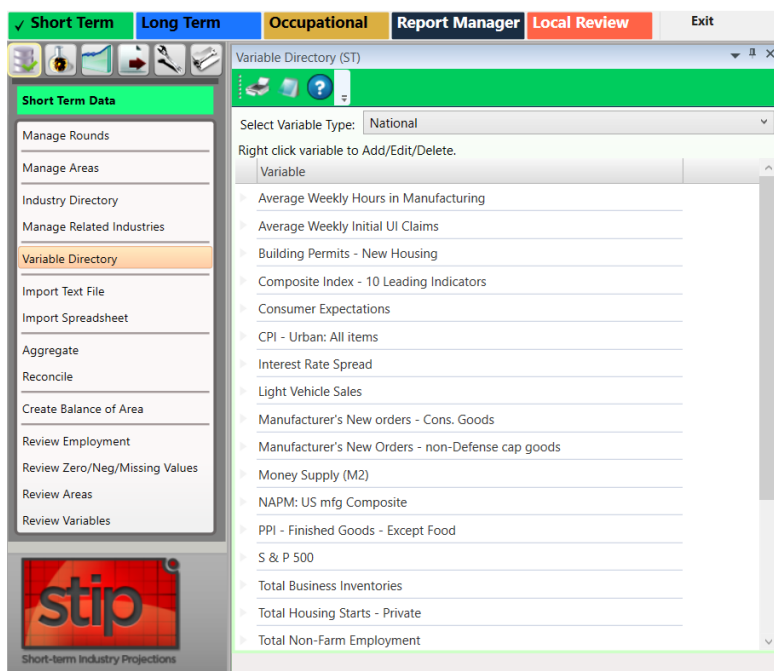 ✓ Short Term Long Term Occupational Report Manager Local Review Exit
Variable Directory (ST)
Short Term Data
Manage Rounds
Manage Areas
Industry Directory
Manage Related Industries
Variable Directory
Import Text File
Import Spreadsheet
Aggregate
Reconcile
Create Balance of Area
Review Employment
Review Zero/Neg/Missing Values
Review Areas
Review Variables
stip
Short-term Industry Projections
?
Select Variable Type: National
Right click variable to Add/Edit/Delete.
Variable
Average Weekly Hours in Manufacturing
Average Weekly Initial UI Claims
Building Permits - New Housing
Composite Index - 10 Leading Indicators
Consumer Expectations
CPI - Urban: All items
Interest Rate Spread
Light Vehicle Sales
Manufacturer's New orders - Cons. Goods
Manufacturer's New Orders - non-Defense cap goods
Money Supply (M2)
NAPM: US mfg Composite
PPI - Finished Goods - Except Food
S & P 500
Total Business Inventories
Total Housing Starts - Private
Total Non-Farm Employment